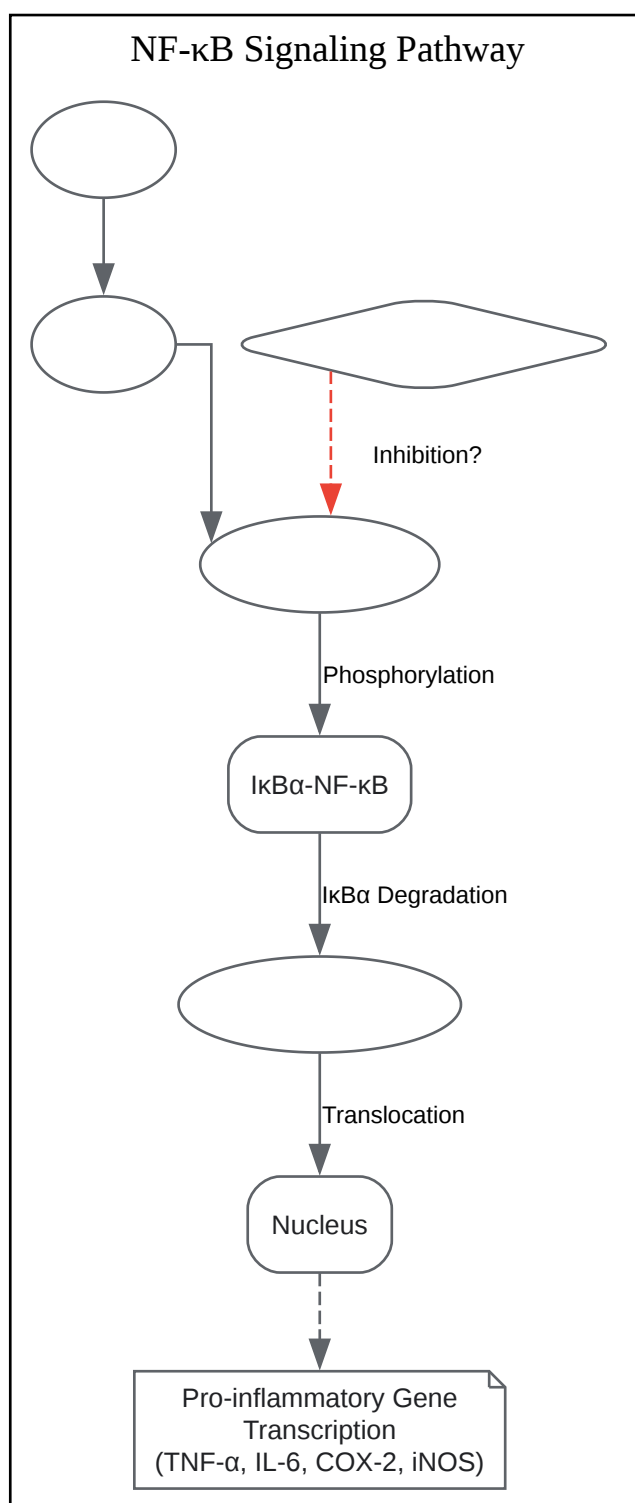 NF-κB Signaling Pathway
Inhibition?
Phosphorylation
IκBα-NF-κB
IκBα Degradation
Translocation
Nucleus
Pro-inflammatory Gene
Transcription
(TNF-α, IL-6, COX-2, iNOS)